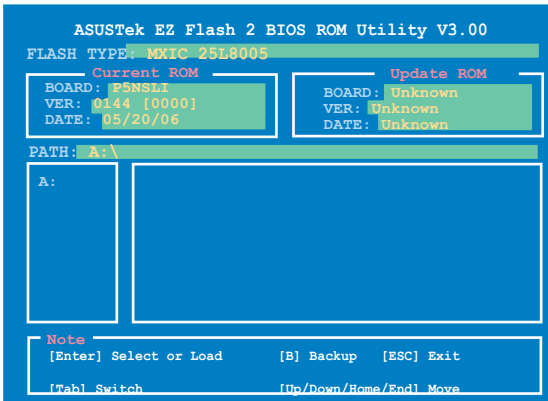 ASUSTek EZ Flash 2 BIOS ROM Utility V3.00
FLASH TYPE: MXIC 25L8005
Current ROM
BOARD: P5NSLI
VER: 0144 [0000]
DATE: 05/20/06
Update ROM
BOARD: Unknown
VER: Unknown
DATE: Unknown
PATH: A:\
A:
Note
[Enter] Select or Load [B] Backup [ESC] Exit
[Tab] Switch [Up/Down/Home/End] Move